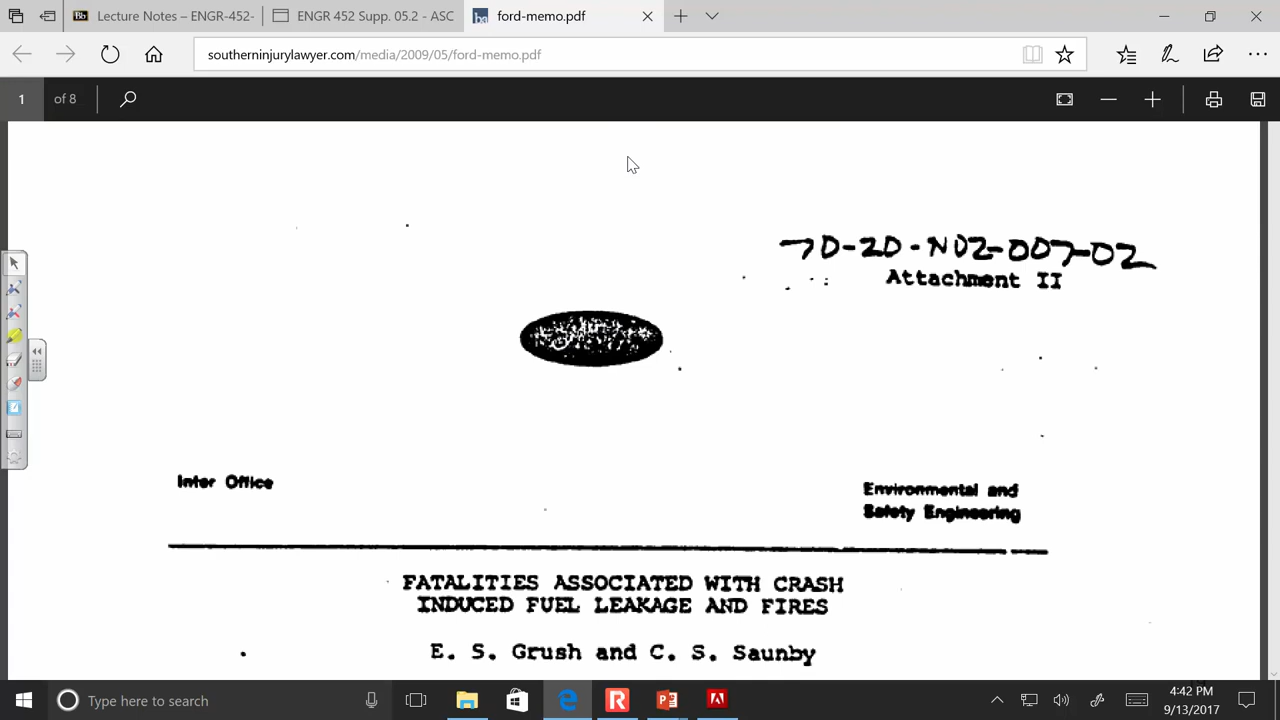 Lecture Notes – ENGR-452-
ENGR 452 Supp. 05.2 - ASC
ford-memo.pdf
southerninjurylawyer.com/media/2009/05/ford-memo.pdf
1 of 8
70-20-N02-007-02
Attachment II
Inter Office
Environmental and
Safety Engineering
FATALITIES ASSOCIATED WITH CRASH
INDUCED FUEL LEAKAGE AND FIRES
E. S. Grush and C. S. Saunby
Type here to search
4:42 PM
9/13/2017